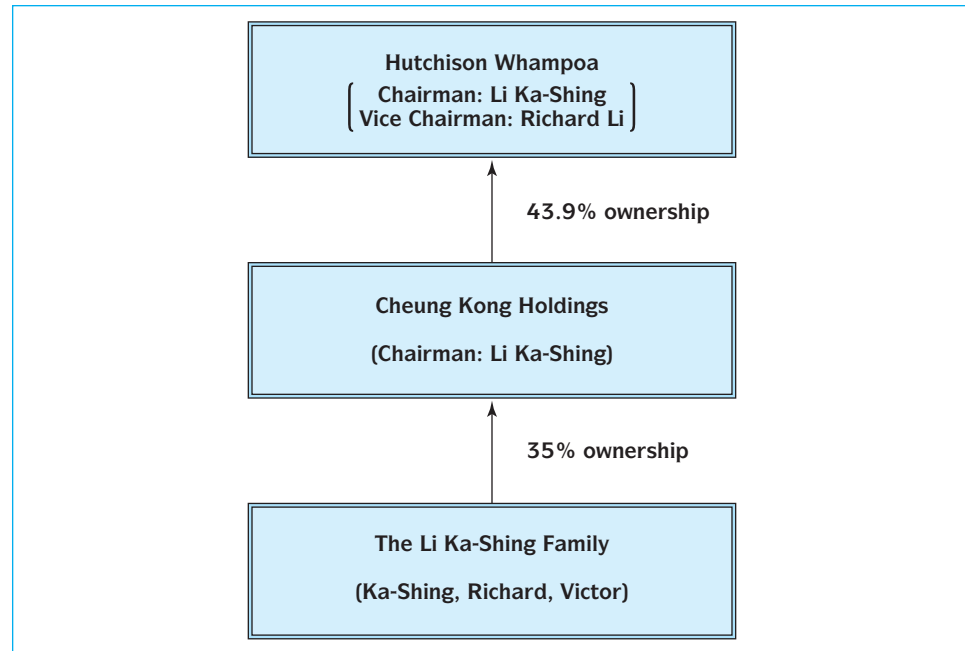 Hutchison Whampoa
Chairman: Li Ka-Shing
Vice Chairman: Richard Li
43.9% ownership
Cheung Kong Holdings
(Chairman: Li Ka-Shing)
35% ownership
The Li Ka-Shing Family
(Ka-Shing, Richard, Victor)